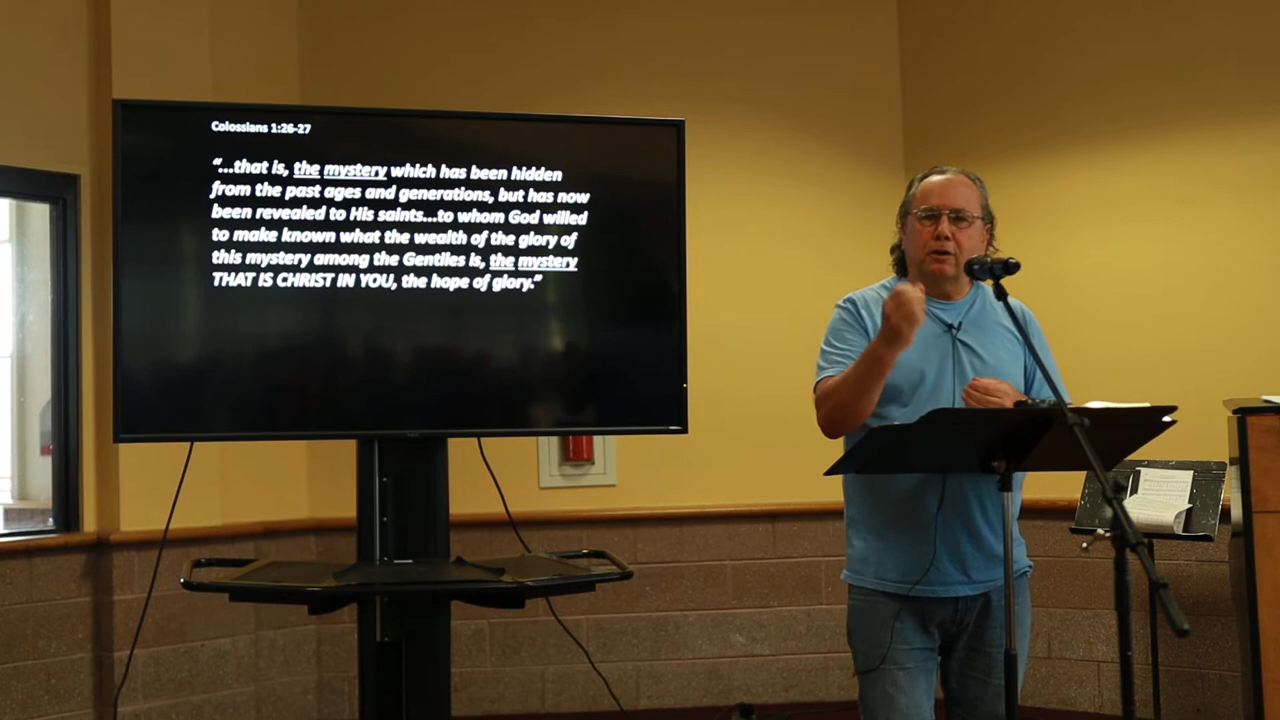 Colossians 1:26-27
“...that is, the mystery which has been hidden
from the past ages and generations, but has now
been revealed to His saints...to whom God willed
to make known what the wealth of the glory of
this mystery among the Gentiles is, the mystery
THAT IS CHRIST IN YOU, the hope of glory.”